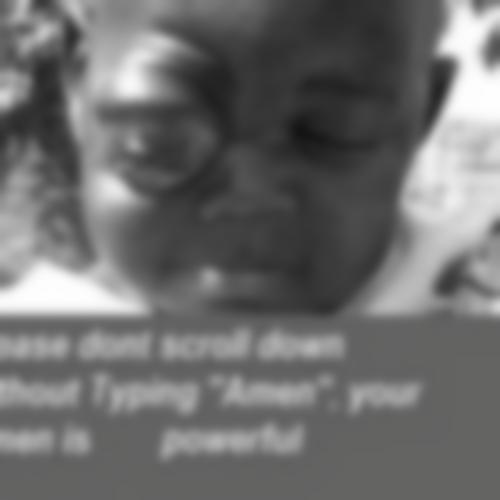 ease dont scroll down
thout Typing "Amen". your
men is powerful